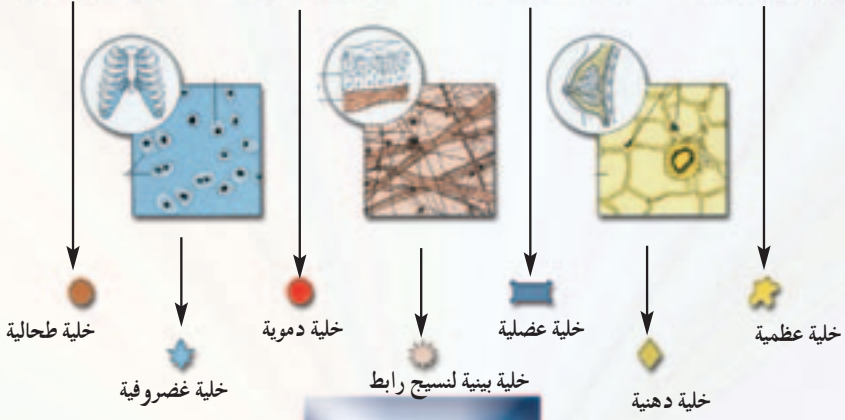 خلية عظمية
خلية عضلية
خلية دموية
خلية طحالية
خلية دهنية
خلية بينية لنسيج رابط
خلية غضروفية